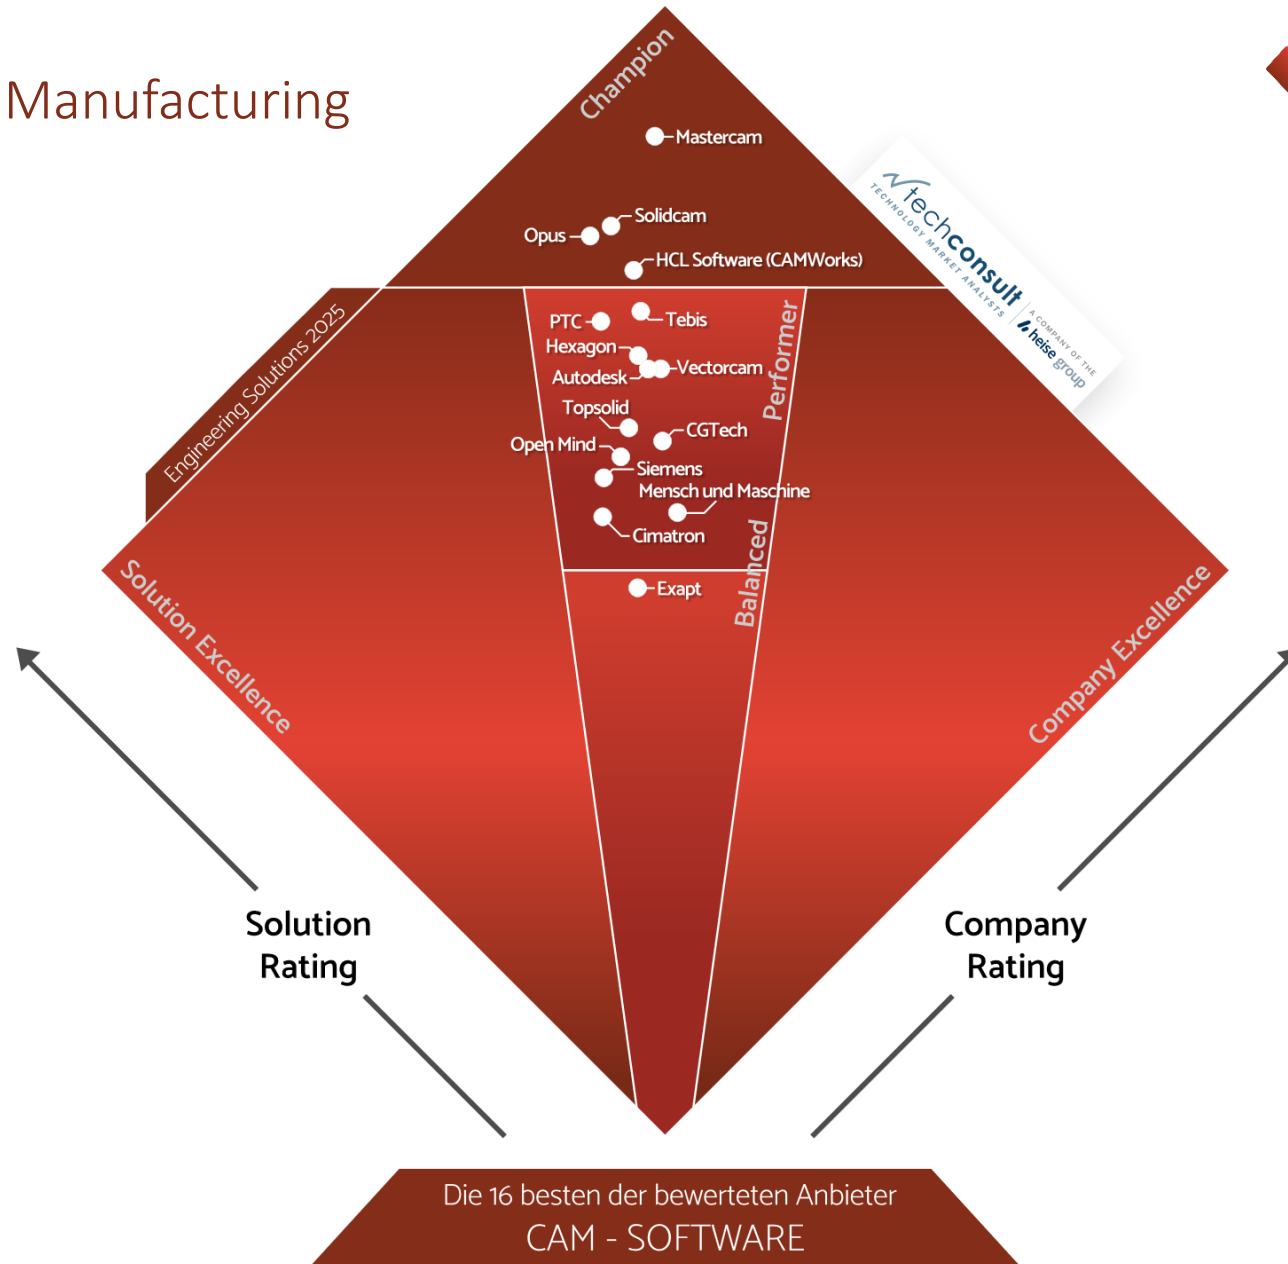 Manufacturing
Champion
Mastercam
Solidcam
Opus
HCL Software (CAMWorks)
techconsult
TECHNOLOGY MARKET ANALYSTS
A COMPANY OF THE
heise group
Engineering Solutions 2025
Performer
PTC
Tebis
Hexagon
Autodesk
Vectorcam
Topsolid
CGTech
Open Mind
Siemens
Mensch und Maschine
Cimatron
Balanced
Exapt
Solution Excellence
Company Excellence
Solution
Rating
Company
Rating
Die 16 besten der bewerteten Anbieter
CAM - SOFTWARE